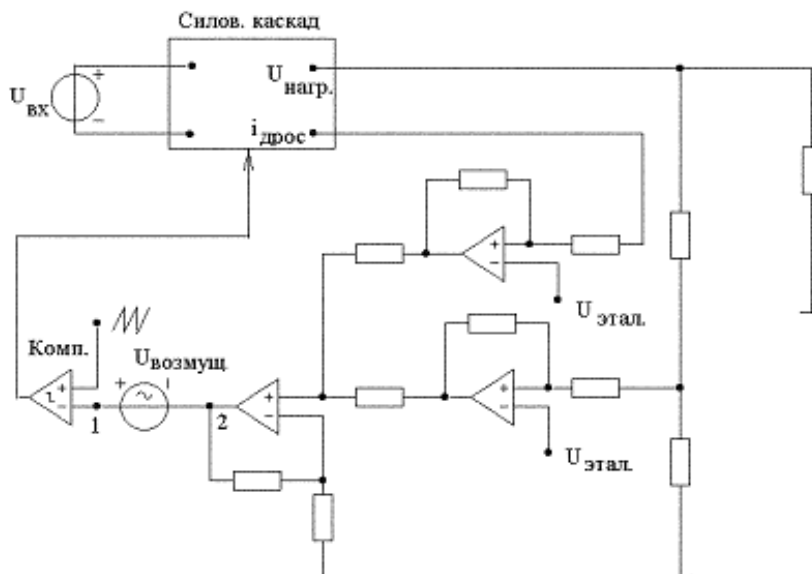 Силов. каскад
U вх
+
−
U нагр.
i дрос
+
−
U этал.
Комп.
U возмущ.
+
−
1
+
−
2
+
−
+
−
U этал.